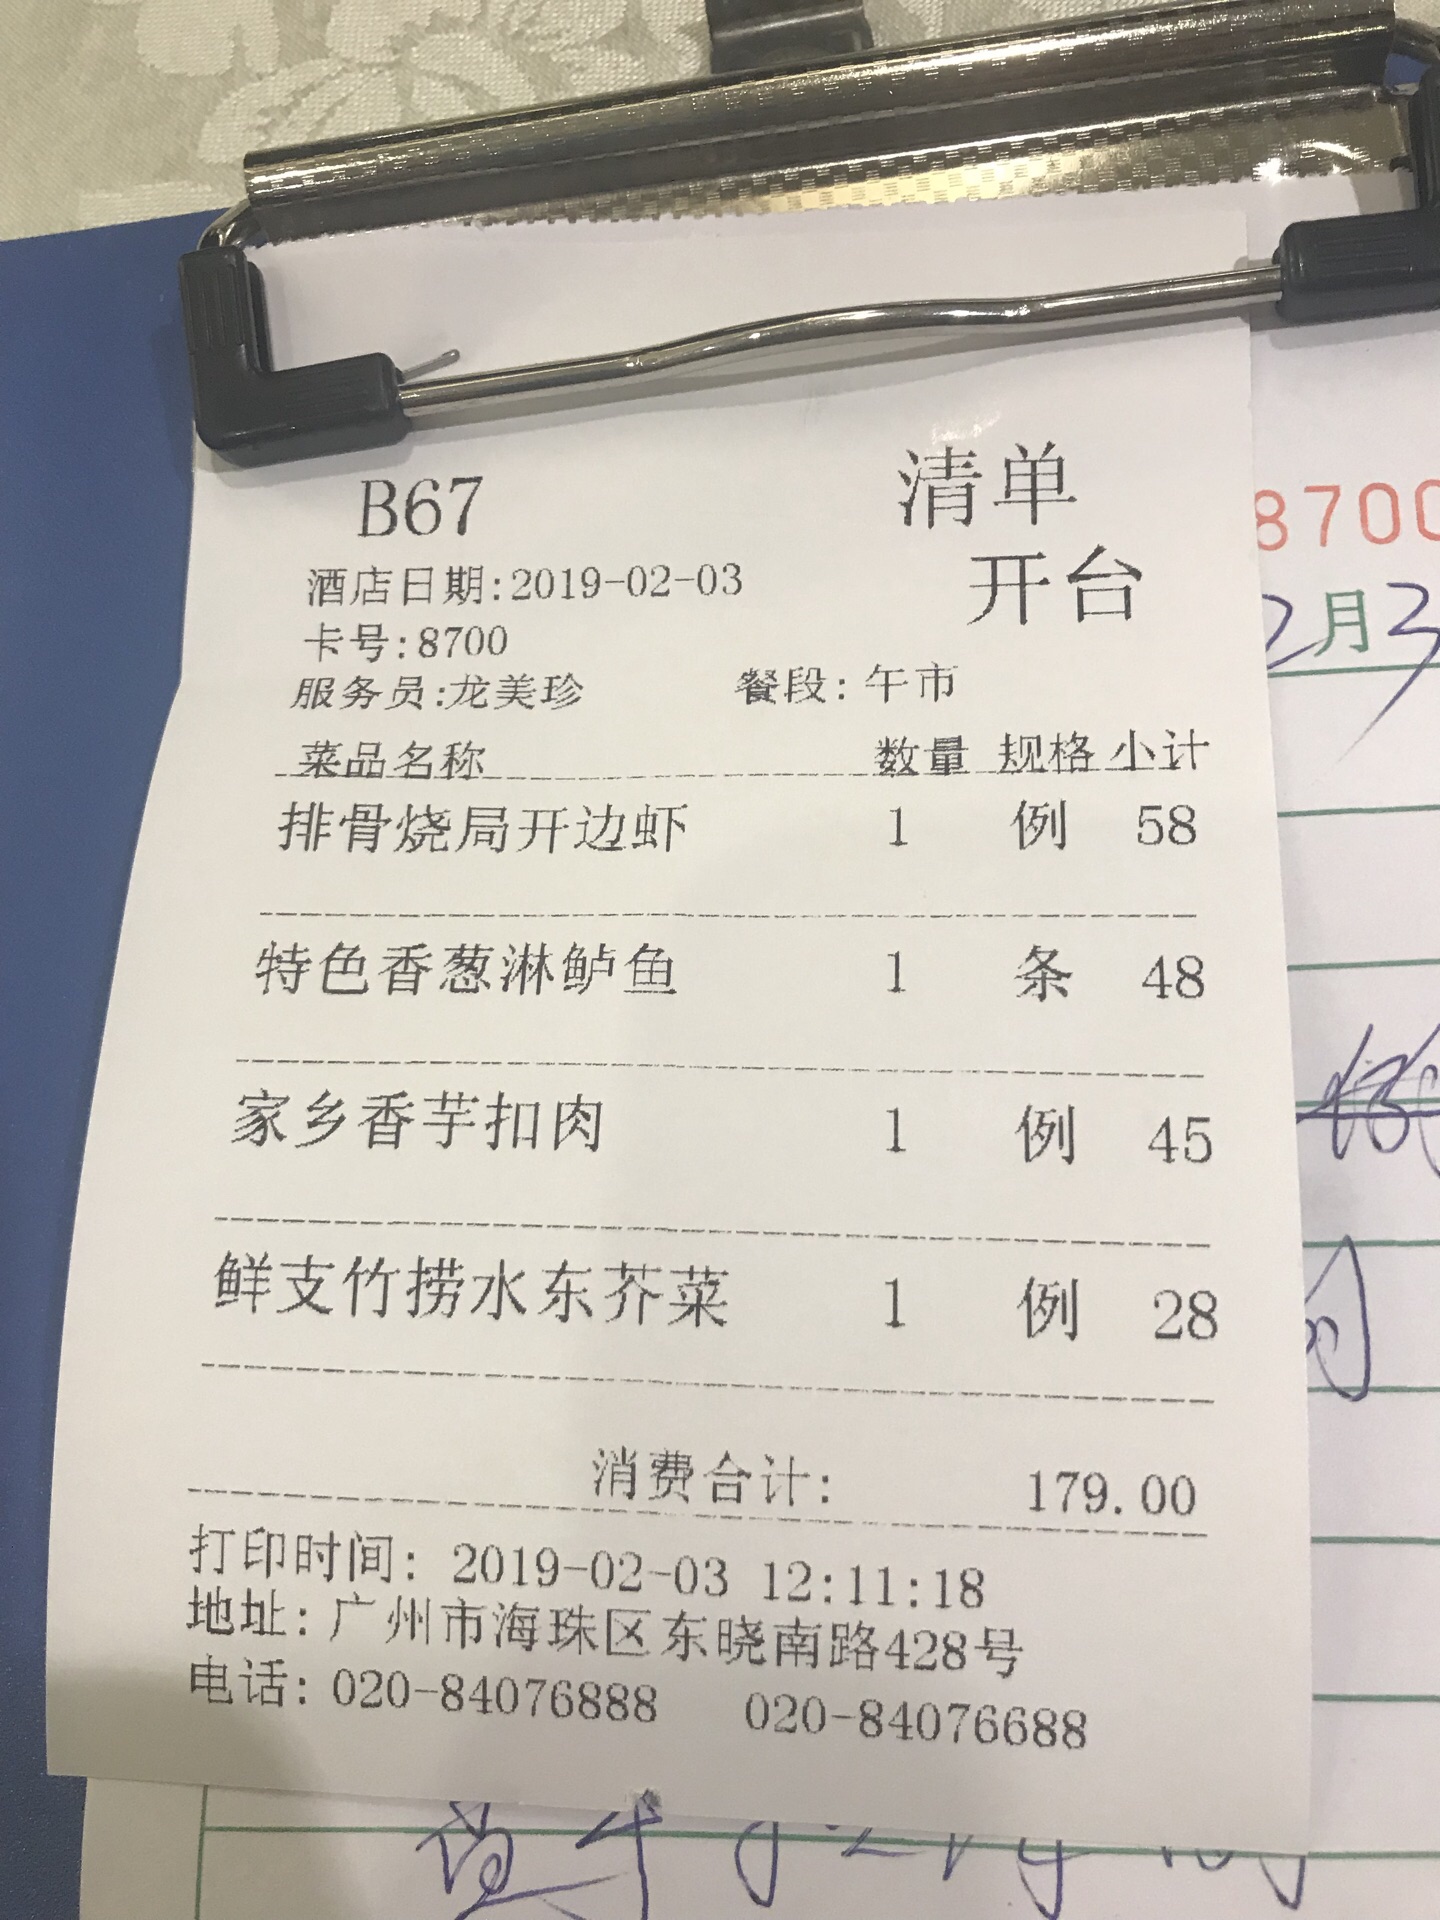 B67 清单
开台
酒店日期:2019-02-03
卡号:8700
服务员:龙美珍 餐段: 午市
菜品名称 数量 规格 小计
排骨烧局开边虾 1 例 58
特色香葱淋鲈鱼 1 条 48
家乡香芋扣肉 1 例 45
鲜支竹捞水东芥菜 1 例 28
消费合计: 179.00
打印时间: 2019-02-03 12:11:18
地址: 广州市海珠区东晓南路428号
电话: 020-84076888 020-84076688
8700
2月3